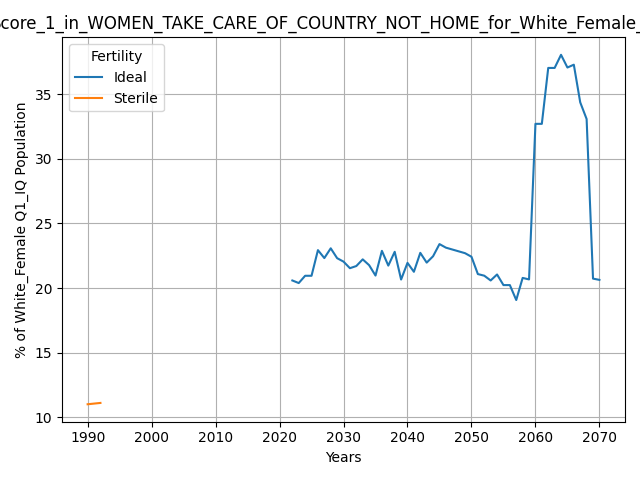 core_1_in_WOMEN_TAKE_CARE_OF_COUNTRY_NOT_HOME_for_White_Female_
Fertility
Ideal
Sterile
% of White_Female Q1_IQ Population
35
30
25
20
15
10
1990 2000 2010 2020 2030 2040 2050 2060 2070
Years